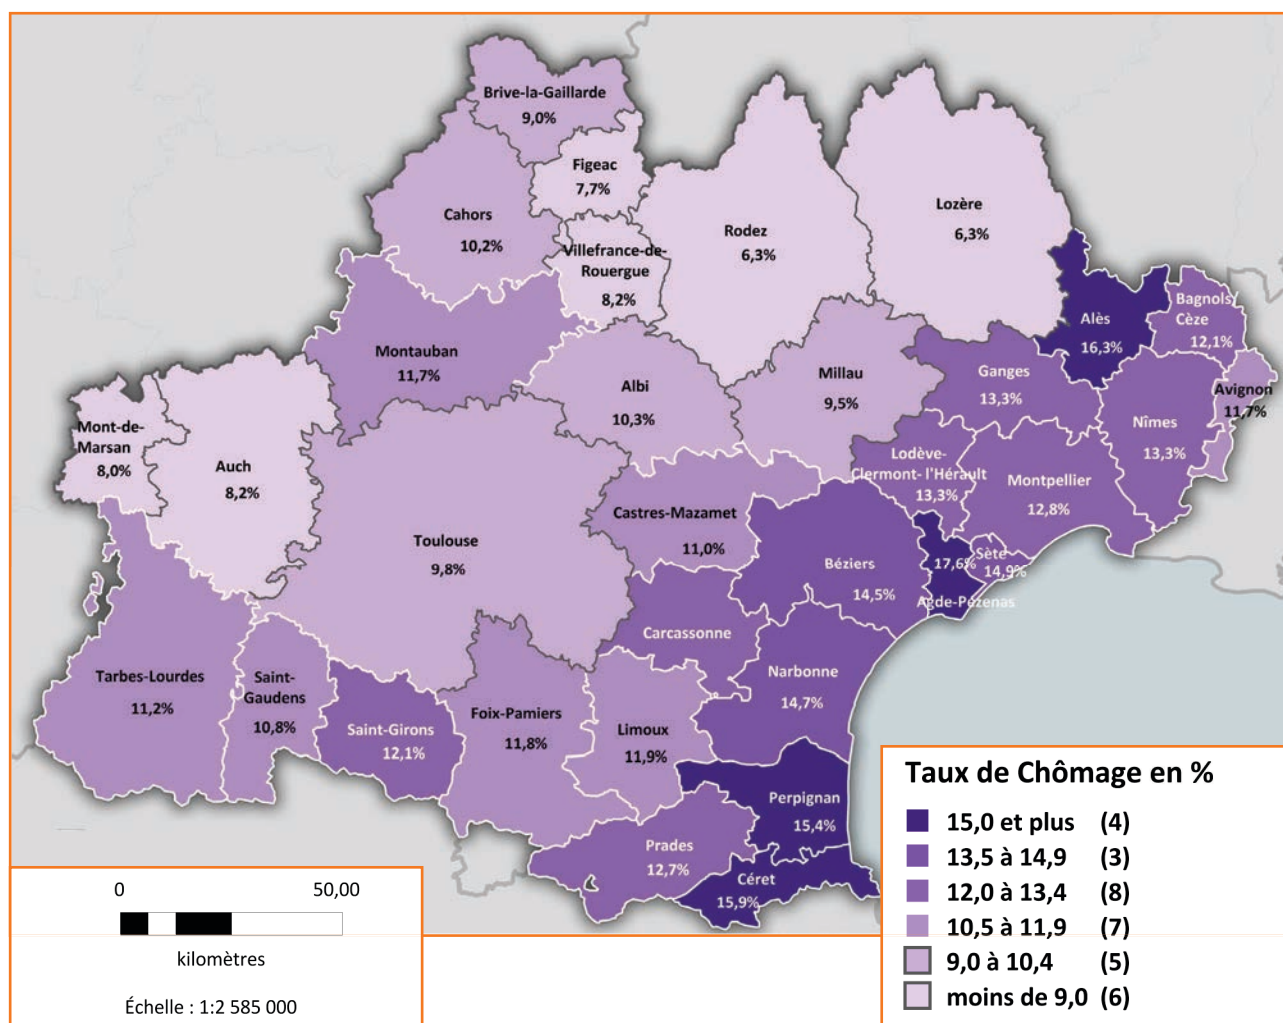 Brive-la-Gaillarde
9,0%
Figeac
7,7%
Cahors
10,2%
Villefrance-de-
Rouergue
8,2%
Rodez
6,3%
Lozère
6,3%
Alès
16,3%
Bagnols/
Cèze
12,1%
Montauban
11,7%
Albi
10,3%
Millau
9,5%
Ganges
13,3%
Avignon
11,7%
Nîmes
13,3%
Mont-de-
Marsan
8,0%
Auch
8,2%
Lodève-
Clermont- l'Hérault
13,3%
Montpellier
12,8%
Castres-Mazamet
11,0%
Toulouse
9,8%
Béziers
14,5%
17,6%
Agde-Pézenas
Sète
14,9%
Carcassonne
Narbonne
14,7%
Tarbes-Lourdes
11,2%
Saint-
Gaudens
10,8%
Saint-Girons
12,1%
Foix-Pamiers
11,8%
Limoux
11,9%
Perpignan
15,4%
Prades
12,7%
Céret
15,9%
Taux de Chômage en %
15,0 et plus (4)
13,5 à 14,9 (3)
12,0 à 13,4 (8)
10,5 à 11,9 (7)
9,0 à 10,4 (5)
moins de 9,0 (6)
0 50,00
kilomètres
Échelle : 1:2 585 000